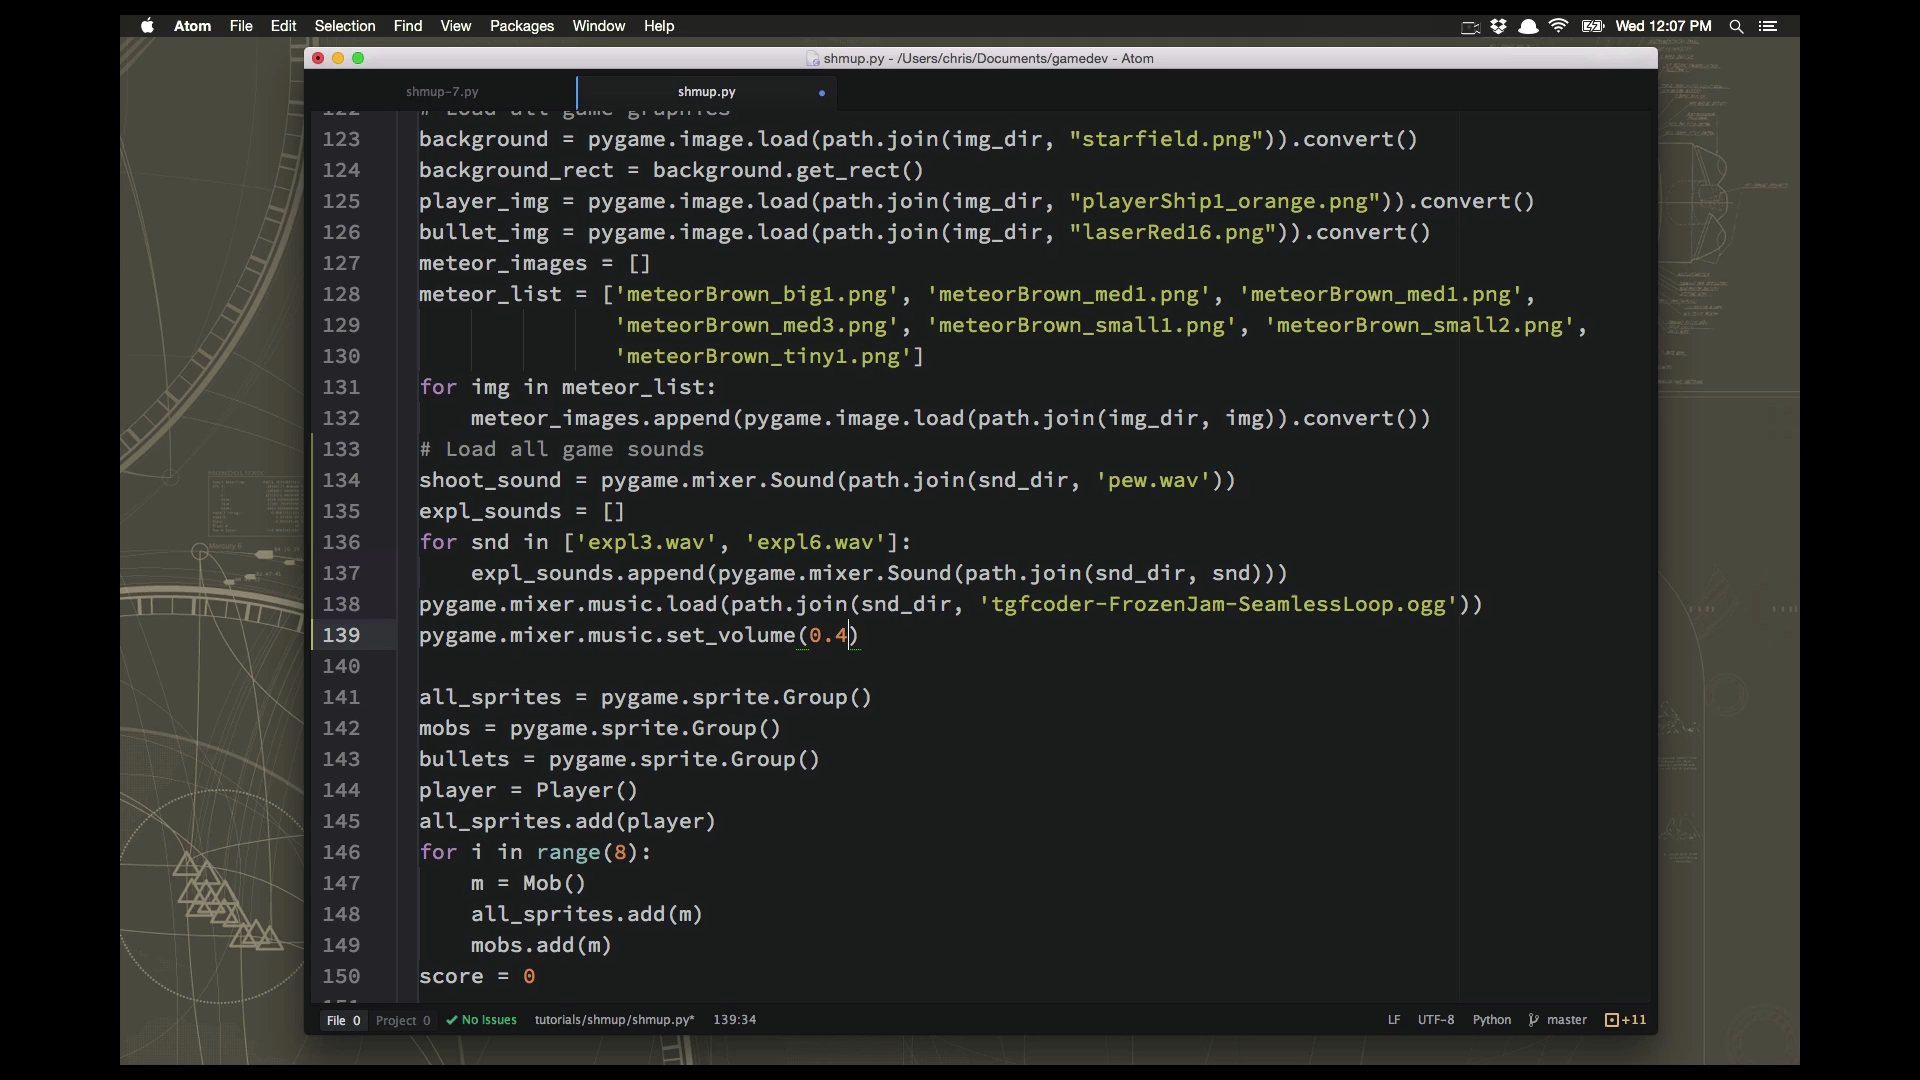 Atom File Edit Selection Find View Packages Window Help Wed 12:07 PM
shmup.py - /Users/chris/Documents/gamedev - Atom
shmup-7.py shmup.py
122 # Load all game graphics
123 background = pygame.image.load(path.join(img_dir, "starfield.png")).convert()
124 background_rect = background.get_rect()
125 player_img = pygame.image.load(path.join(img_dir, "playerShip1_orange.png")).convert()
126 bullet_img = pygame.image.load(path.join(img_dir, "laserRed16.png")).convert()
127 meteor_images = []
128 meteor_list = ['meteorBrown_big1.png', 'meteorBrown_med1.png', 'meteorBrown_med1.png',
129 'meteorBrown_med3.png', 'meteorBrown_small1.png', 'meteorBrown_small2.png',
130 'meteorBrown_tiny1.png']
131 for img in meteor_list:
132 meteor_images.append(pygame.image.load(path.join(img_dir, img)).convert())
133 # Load all game sounds
134 shoot_sound = pygame.mixer.Sound(path.join(snd_dir, 'pew.wav'))
135 expl_sounds = []
136 for snd in ['expl3.wav', 'expl6.wav']:
137 expl_sounds.append(pygame.mixer.Sound(path.join(snd_dir, snd)))
138 pygame.mixer.music.load(path.join(snd_dir, 'tgfcoder-FrozenJam-SeamlessLoop.ogg'))
139 pygame.mixer.music.set_volume(0.4)
140
141 all_sprites = pygame.sprite.Group()
142 mobs = pygame.sprite.Group()
143 bullets = pygame.sprite.Group()
144 player = Player()
145 all_sprites.add(player)
146 for i in range(8):
147 m = Mob()
148 all_sprites.add(m)
149 mobs.add(m)
150 score = 0
File 0 Project 0 No Issues tutorials/shmup/shmup.py* 139:34 LF UTF-8 Python master +11